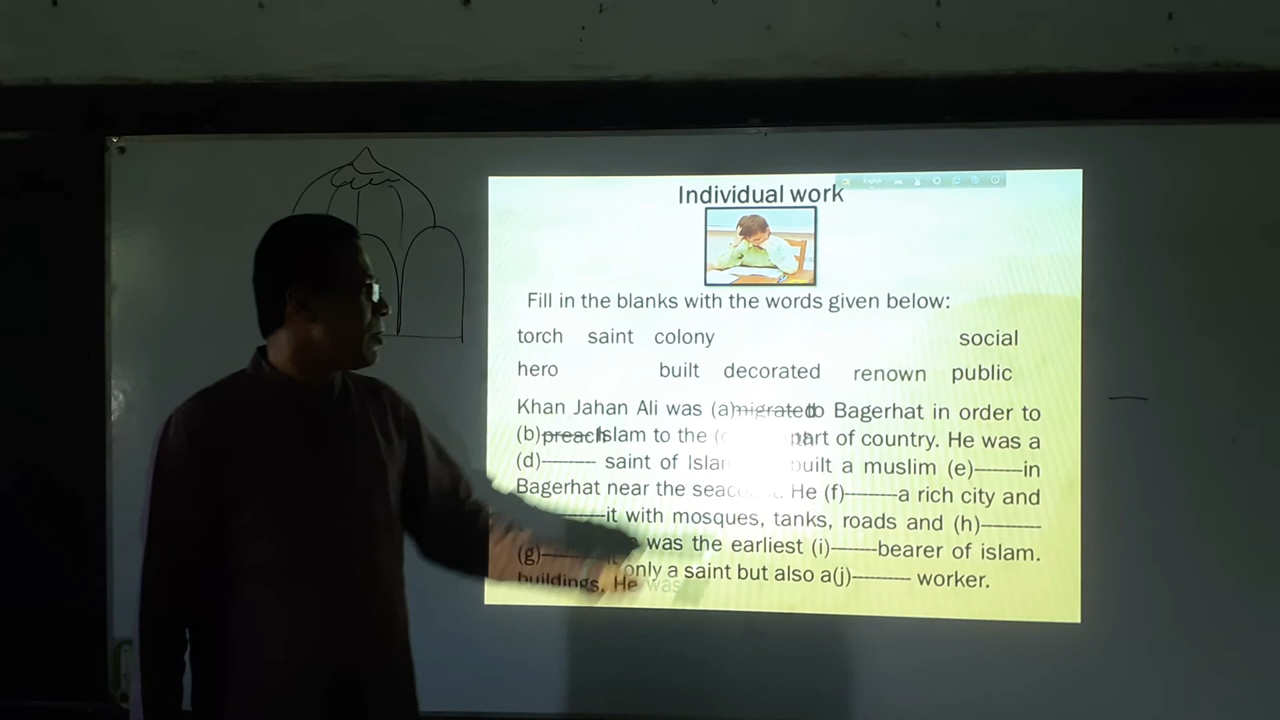 English
Individual work
Fill in the blanks with the words given below:
torch saint colony social
hero built decorated renown public
Khan Jahan Ali was (a)migrated to Bagerhat in order to
(b)preach Islam to the part of country. He was a
(d)——— saint of built a muslim (e)———in
Bagerhat near the He (f)———a rich city and
———it with mosques, tanks, roads and (h)———
(g)——— was the earliest (i)———bearer of islam.
buildings. He was only a saint but also a(j)——— worker.